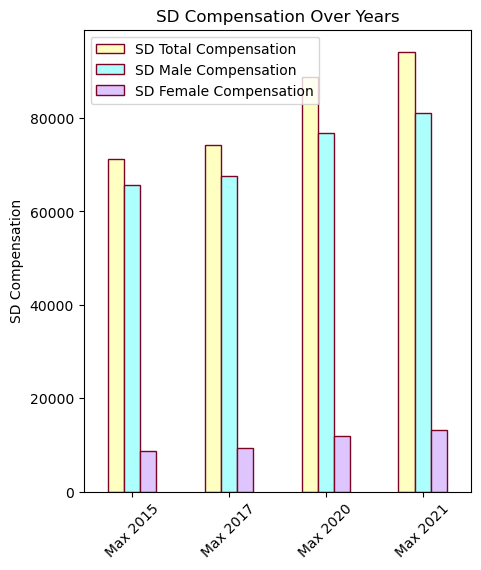 SD Compensation Over Years
SD Total Compensation
SD Male Compensation
SD Female Compensation
SD Compensation
80000
60000
40000
20000
0
Max 2015
Max 2017
Max 2020
Max 2021